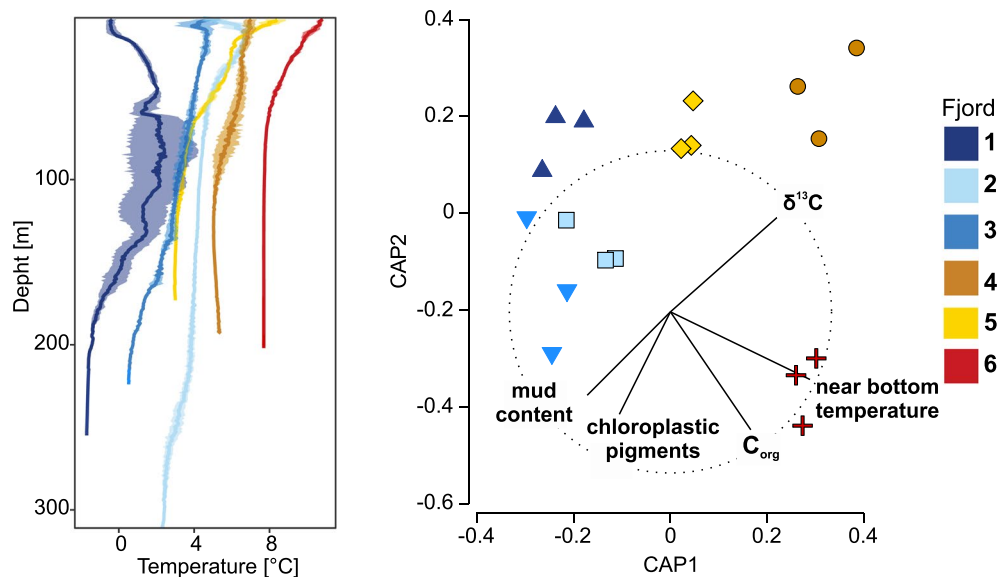 100
200
300
Depht [m]
0
4
Temperature [°C]
0.4
0.2
0
-0.2
-0.4
-0.6
CAP2
-0.4
-0.2
0
0.2
0.4
CAP1
δ¹³C
mud
content
chloroplastic
pigments
Corg
near bottom
temperature
Fjord
1
2
3
4
5
6